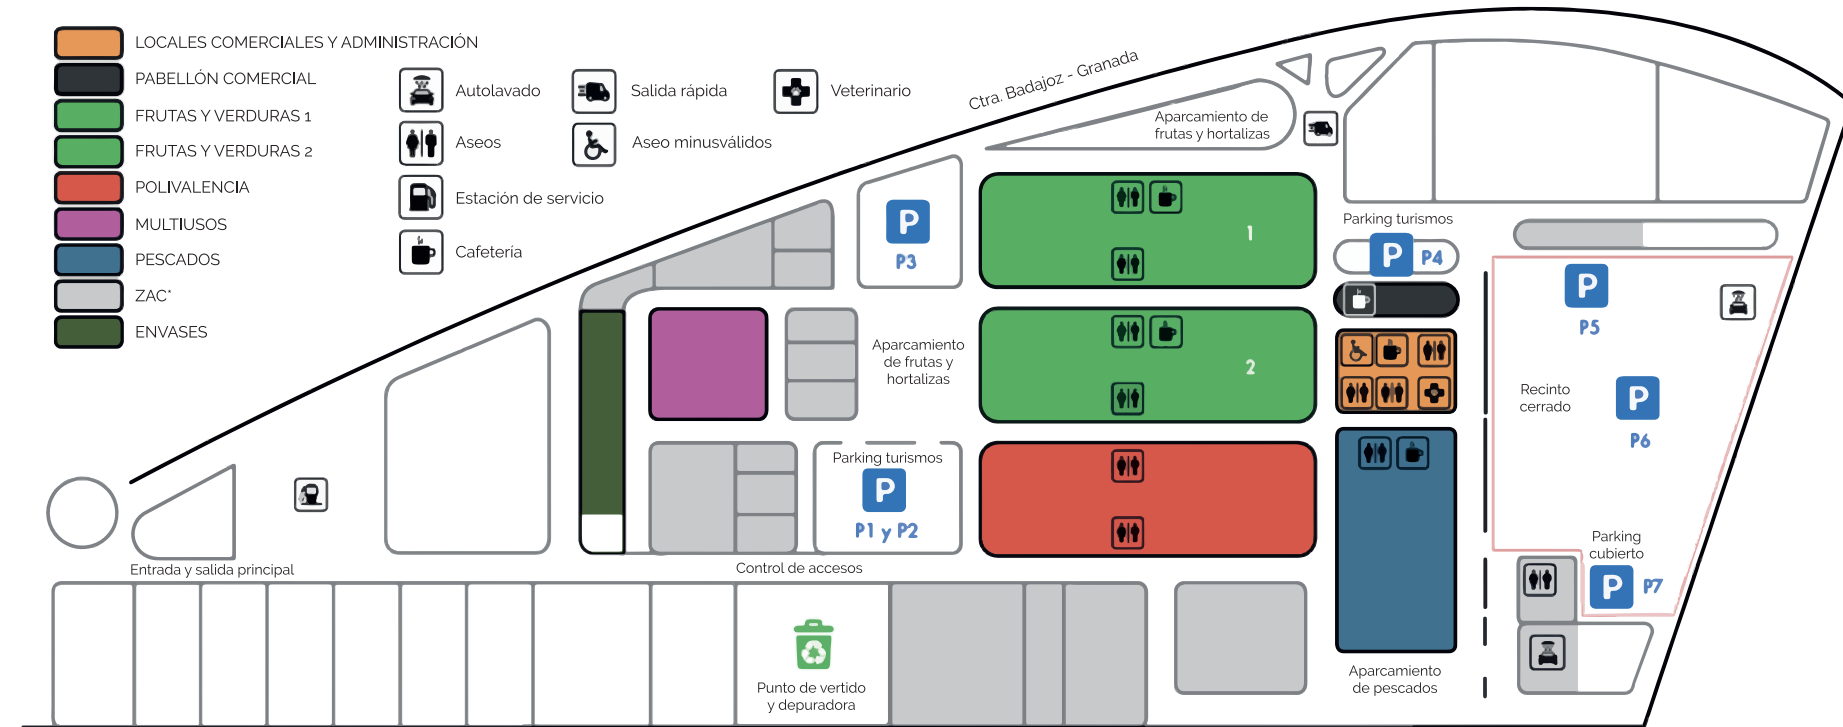 LOCALES COMERCIALES Y ADMINISTRACIÓN
PABELLÓN COMERCIAL
FRUTAS Y VERDURAS 1
FRUTAS Y VERDURAS 2
POLIVALENCIA
MULTIUSOS
PESCADOS
ZAC*
ENVASES
Autolavado
Aseos
Estación de servicio
Cafetería
Salida rápida
Aseo minusválidos
Veterinario
Ctra. Badajoz - Granada
Aparcamiento de
frutas y hortalizas
P
P3
1
Parking turismos
P P4
P
P5
Aparcamiento
de frutas y
hortalizas
2
Recinto
cerrado
P
P6
Parking turismos
P
P1 y P2
Parking
cubierto
P P7
Entrada y salida principal
Control de accesos
Punto de vertido
y depuradora
Aparcamiento
de pescados